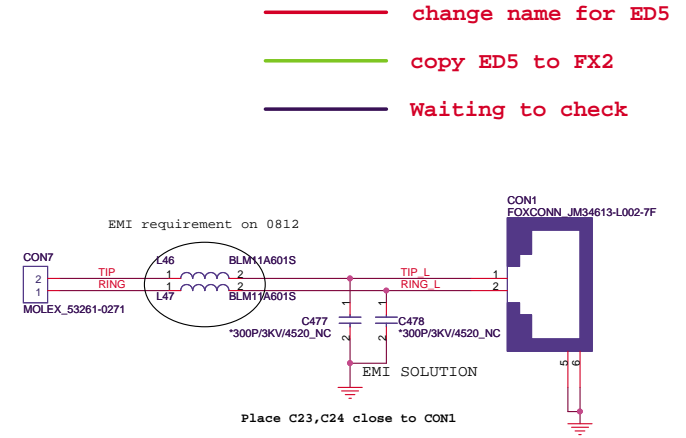 change name for ED5
copy ED5 to FX2
Waiting to check
CON1
FOXCONN_JM34613-L002-7F
EMI requirement on 0812
CON7
L46
BLM11A601S
TIP
TIP_L
2
1
2
1
RING
RING_L
1
1
2
2
L47
BLM11A601S
MOLEX_53261-0271
1
1
C477
C478
*300P/3KV/4520_NC
*300P/3KV/4520_NC
2
2
EMI SOLUTION
5
6
Place C23,C24 close to CON1